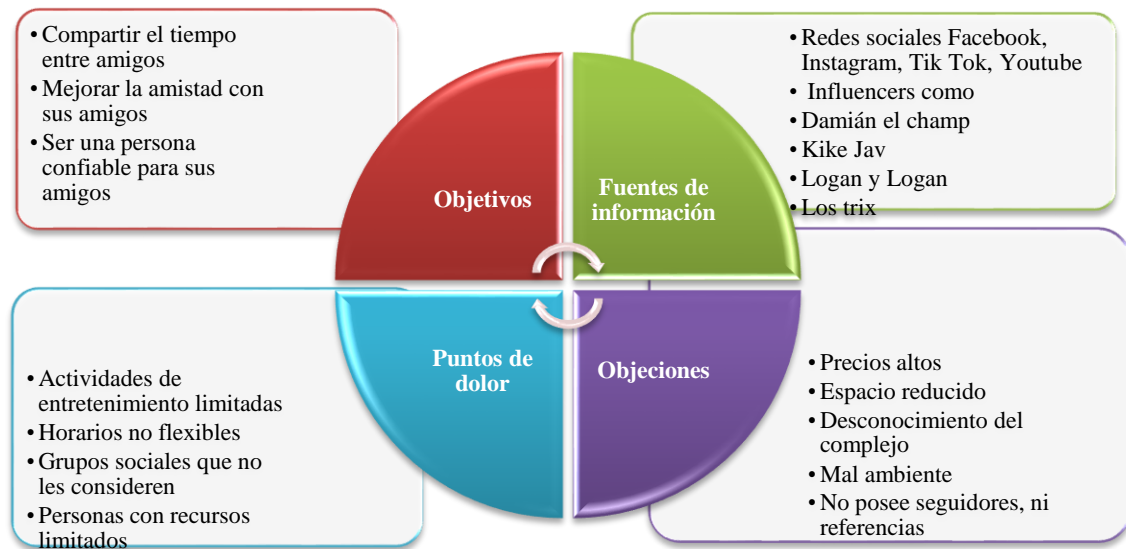 • Compartir el tiempo
entre amigos
• Mejorar la amistad con
sus amigos
• Ser una persona
confiable para sus
amigos
Objetivos
Fuentes de
información
• Redes sociales Facebook,
Instagram, Tik Tok, Youtube
• Influencers como
• Damián el champ
• Kike Jav
• Logan y Logan
• Los trix
• Actividades de
entretenimiento limitadas
• Horarios no flexibles
• Grupos sociales que no
les consideren
• Personas con recursos
limitados
Puntos de
dolor
Objeciones
• Precios altos
• Espacio reducido
• Desconocimiento del
complejo
• Mal ambiente
• No posee seguidores, ni
referencias